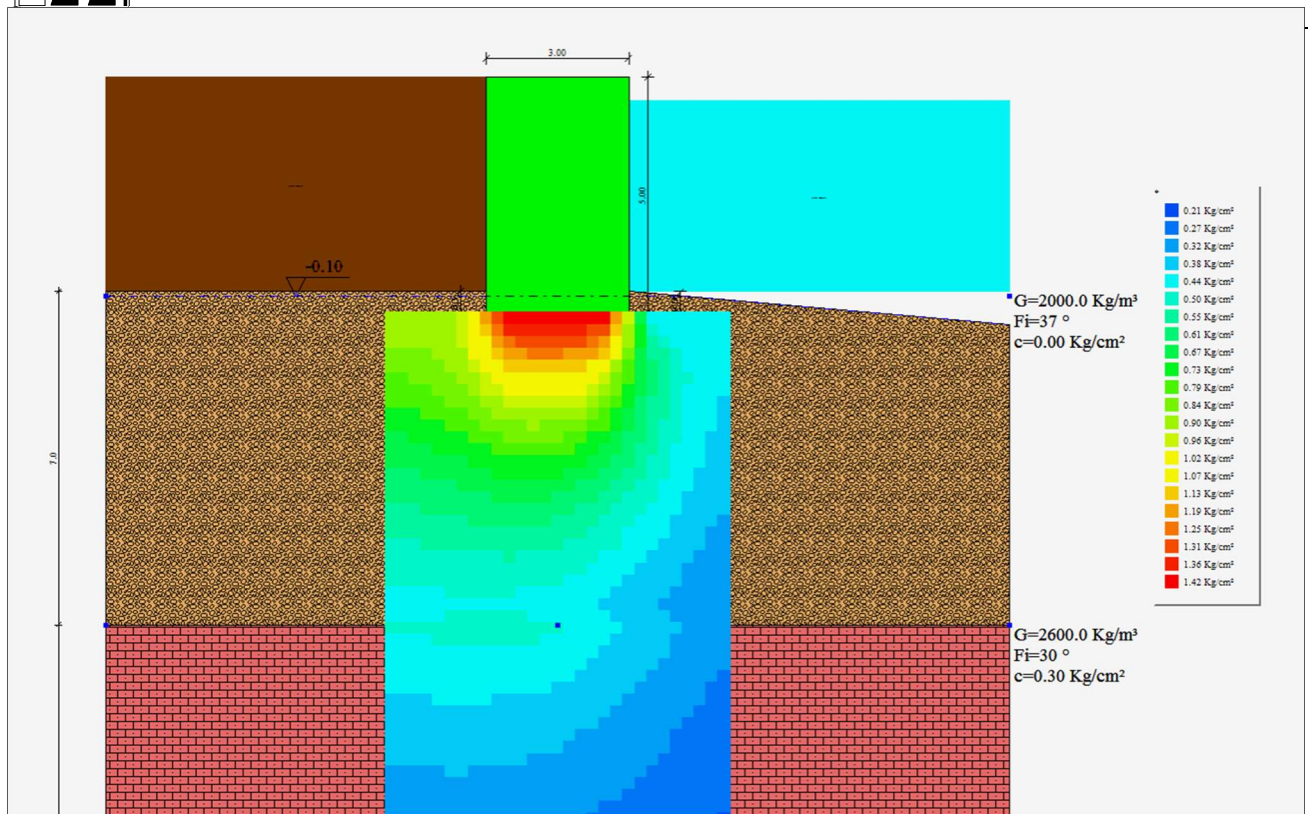 3.00
5.00
-0.10
7.0
G=2000.0 Kg/m³
Fi=37 °
c=0.00 Kg/cm²
G=2600.0 Kg/m³
Fi=30 °
c=0.30 Kg/cm²
0.21 Kg/cm²
0.27 Kg/cm²
0.32 Kg/cm²
0.38 Kg/cm²
0.44 Kg/cm²
0.50 Kg/cm²
0.55 Kg/cm²
0.61 Kg/cm²
0.67 Kg/cm²
0.73 Kg/cm²
0.79 Kg/cm²
0.84 Kg/cm²
0.90 Kg/cm²
0.96 Kg/cm²
1.02 Kg/cm²
1.07 Kg/cm²
1.13 Kg/cm²
1.19 Kg/cm²
1.25 Kg/cm²
1.31 Kg/cm²
1.36 Kg/cm²
1.42 Kg/cm²